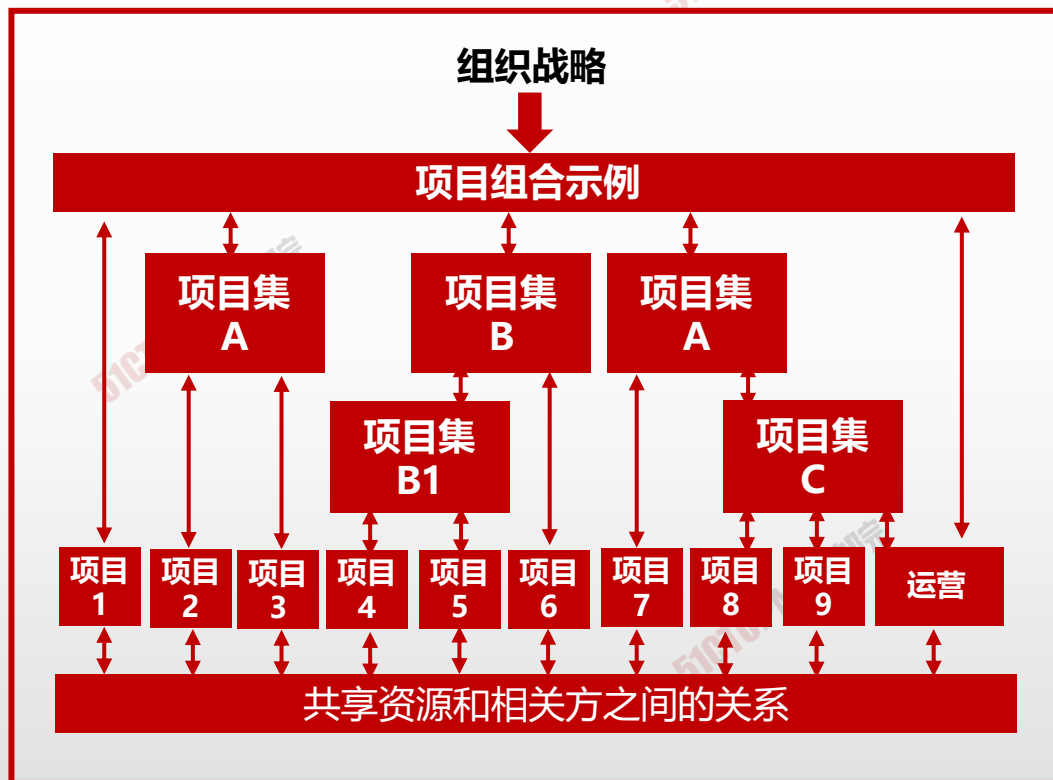 组织战略
项目组合示例
项目集
A
项目集
B
项目集
A
项目集
B1
项目集
C
项目
1
项目
2
项目
3
项目
4
项目
5
项目
6
项目
7
项目
8
项目
9
运营
共享资源和相关方之间的关系